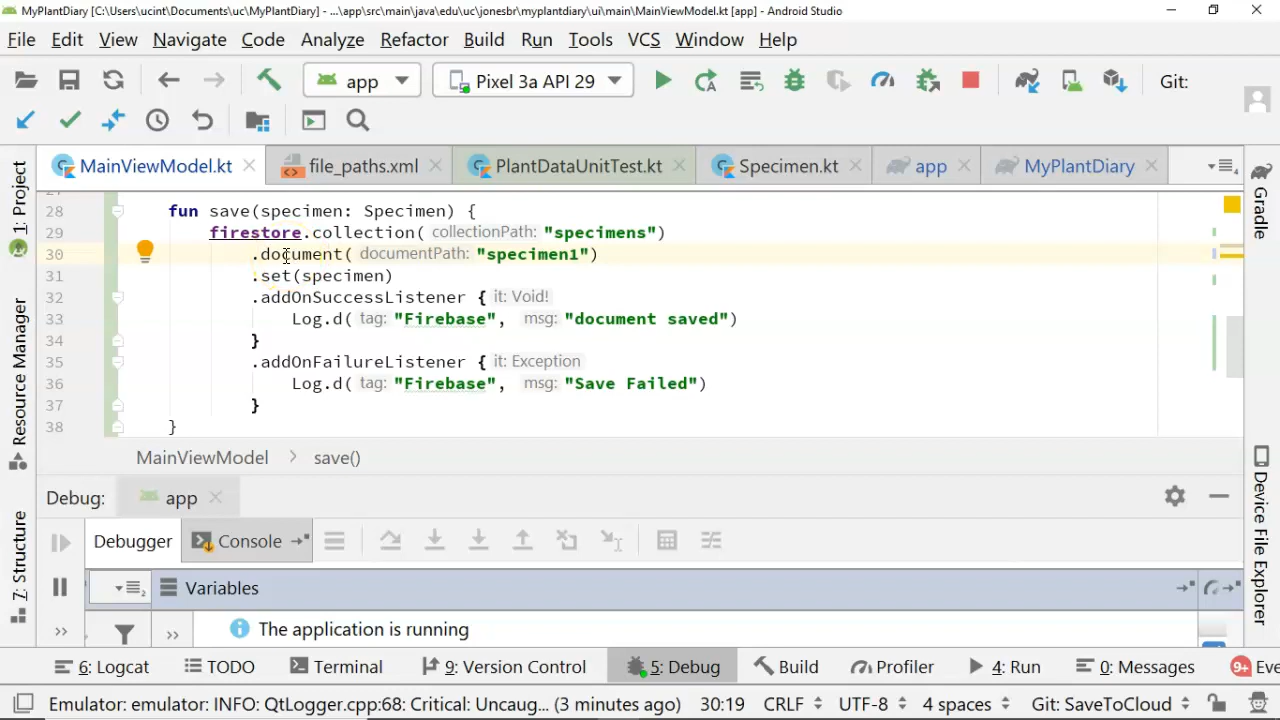 MyPlantDiary [C:\Users\ucint\Documents\uc\MyPlantDiary] - ...\app\src\main\java\edu\uc\jonesbr\myplantdiary\ui\main\MainViewModel.kt [app] - Android Studio
File Edit View Navigate Code Analyze Refactor Build Run Tools VCS Window Help
app Pixel 3a API 29 Git:
MainViewModel.kt file_paths.xml PlantDataUnitTest.kt Specimen.kt app MyPlantDiary
1: Project
Resource Manager
7: Structure
Gradle
Device File Explorer
28 fun save(specimen: Specimen) {
29 firestore.collection( collectionPath: "specimens")
30 .document( documentPath: "specimen1")
31 .set(specimen)
32 .addOnSuccessListener { it: Void!
33 Log.d( tag: "Firebase", msg: "document saved")
34 }
35 .addOnFailureListener { it: Exception
36 Log.d( tag: "Firebase", msg: "Save Failed")
37 }
38 }
MainViewModel > save()
Debug: app
Debugger Console
Variables
The application is running
6: Logcat TODO Terminal 9: Version Control 5: Debug Build Profiler 4: Run 0: Messages 9+ Eve
Emulator: emulator: INFO: QtLogger.cpp:68: Critical: Uncaug... (3 minutes ago) 30:19 CRLF UTF-8 4 spaces Git: SaveToCloud